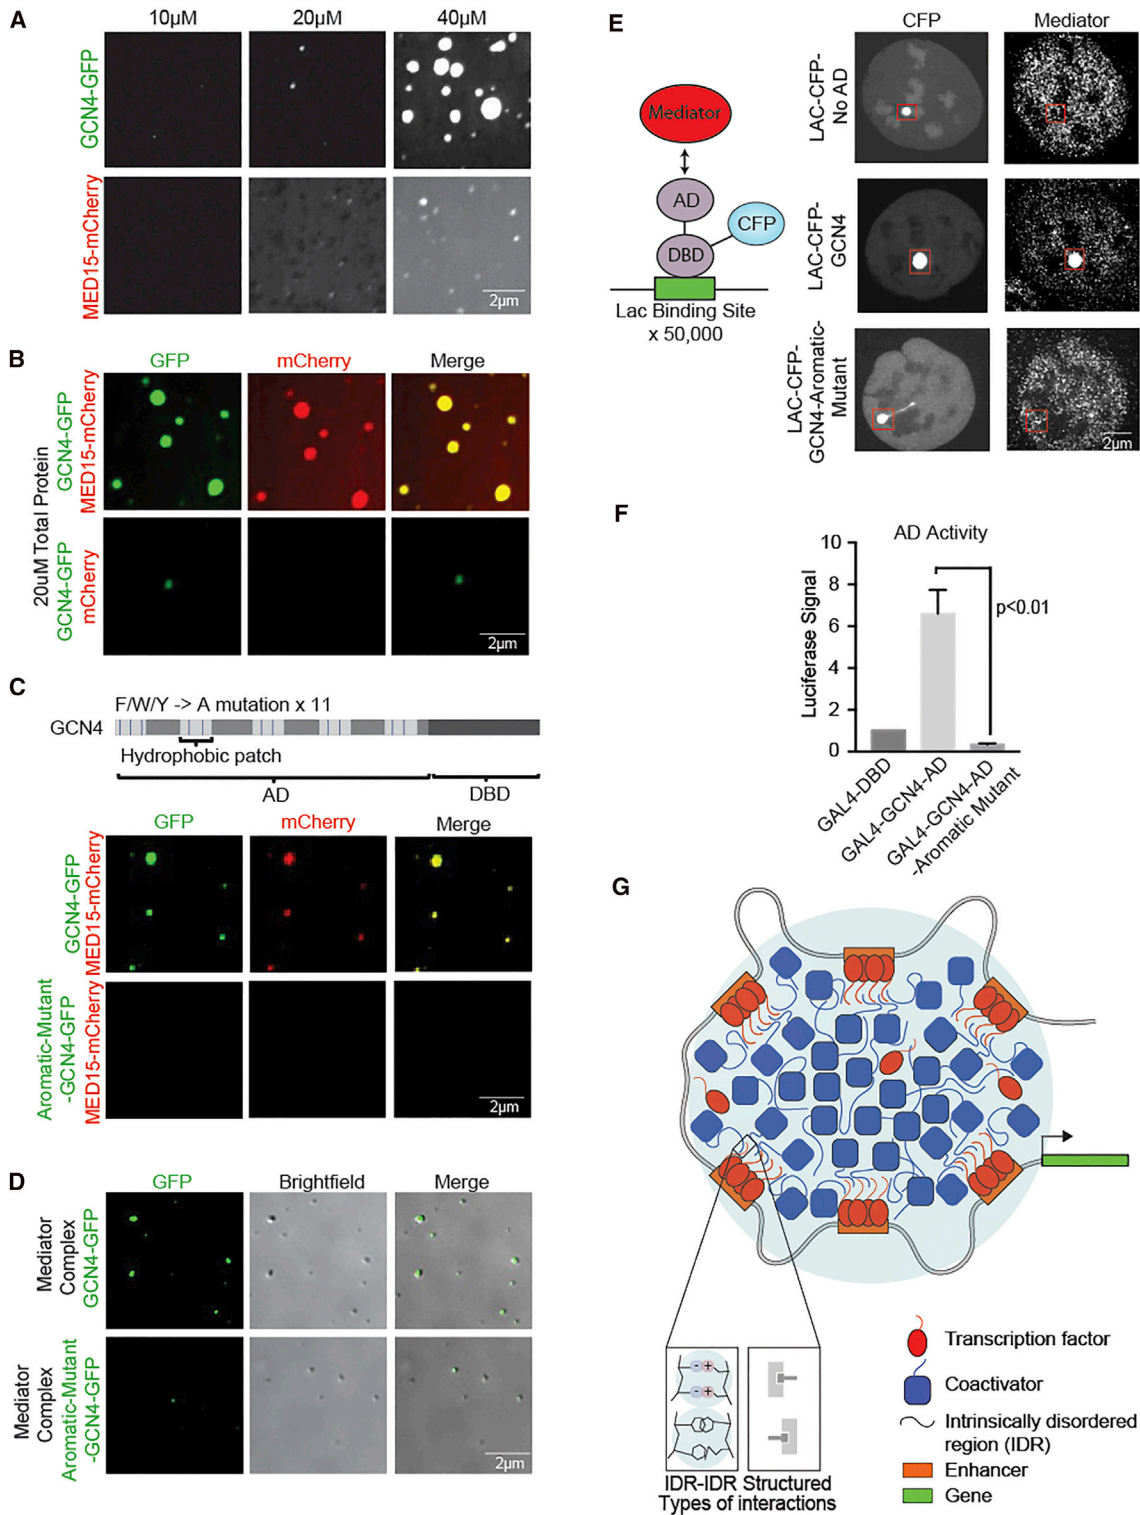 A
10µM 20µM 40µM
GCN4-GFP
MED15-mCherry
2µm
B
GFP mCherry Merge
20uM Total Protein
GCN4-GFP
MED15-mCherry
GCN4-GFP
mCherry
2µm
C
F/W/Y -> A mutation x 11
GCN4
Hydrophobic patch
AD DBD
GFP mCherry Merge
GCN4-GFP
MED15-mCherry
Aromatic-Mutant
-GCN4-GFP
MED15-mCherry
2µm
D
GFP Brightfield Merge
Mediator
Complex
GCN4-GFP
Mediator
Complex
Aromatic-Mutant
-GCN4-GFP
2µm
E
CFP Mediator
Mediator
AD
CFP
DBD
Lac Binding Site
x 50,000
LAC-CFP-
No AD
LAC-CFP-
GCN4
LAC-CFP-
GCN4-Aromatic-
Mutant
2µm
F
AD Activity
Luciferase Signal
10
8
6
4
2
0
p<0.01
GAL4-DBD
GAL4-GCN4-AD
GAL4-GCN4-AD
-Aromatic Mutant
G
- +
- +
IDR-IDR Structured
Types of interactions
Transcription factor
Coactivator
Intrinsically disordered
region (IDR)
Enhancer
Gene